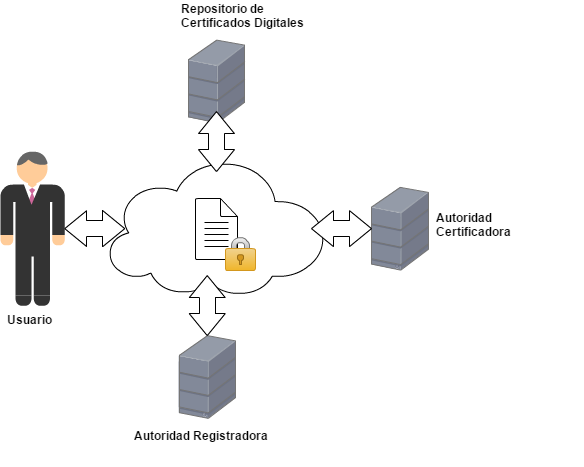 Repositorio de
Certificados Digitales
Autoridad
Certificadora
Usuario
Autoridad Registradora